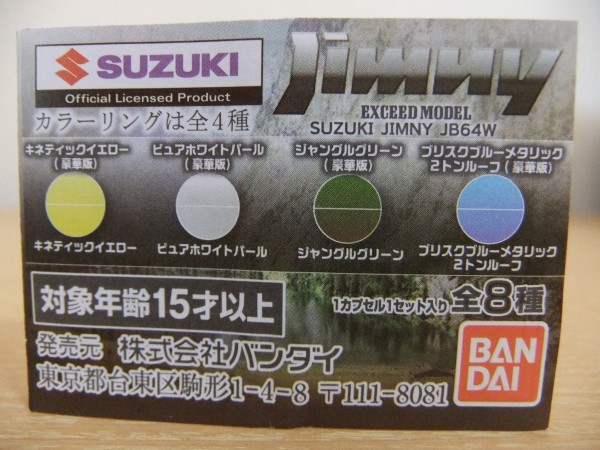 SUZUKI
Official Licensed Product
Jimny
EXCEED MODEL
SUZUKI JIMNY JB64W
カラーリングは全4種
キネティックイエロー
（豪華版）
ピュアホワイトパール
（豪華版）
ジャングルグリーン
（豪華版）
ブリスクブルーメタリック
2トンルーフ（豪華版）
キネティックイエロー
ピュアホワイトパール
ジャングルグリーン
ブリスクブルーメタリック
2トンルーフ
対象年齢15才以上
1カプセル1セット入り 全8種
発売元 株式会社バンダイ
東京都台東区駒形1-4-8 〒111-8081
BAN
DAI